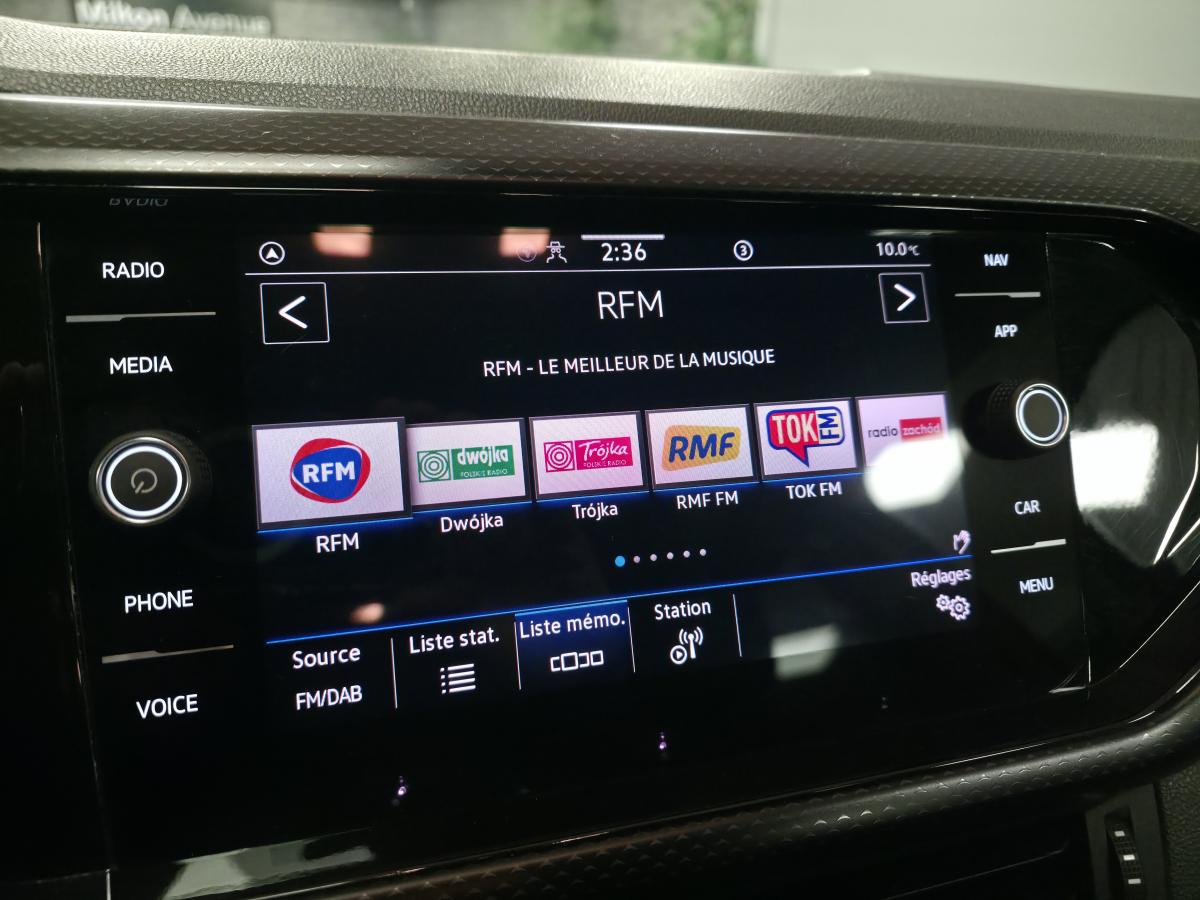 Milton Avenue
RADIO
MEDIA
PHONE
VOICE
2:36
3
10.0°C
RFM
RFM - LE MEILLEUR DE LA MUSIQUE
RFM
dwójka
POLSKIE RADIO
Trójka
POLSKIE RADIO
RMF
TOK FM
radio zachód
RFM
Dwójka
Trójka
RMF FM
TOK FM
Source
FM/DAB
Liste stat.
Liste mémo.
Station
Réglages
NAV
APP
CAR
MENU